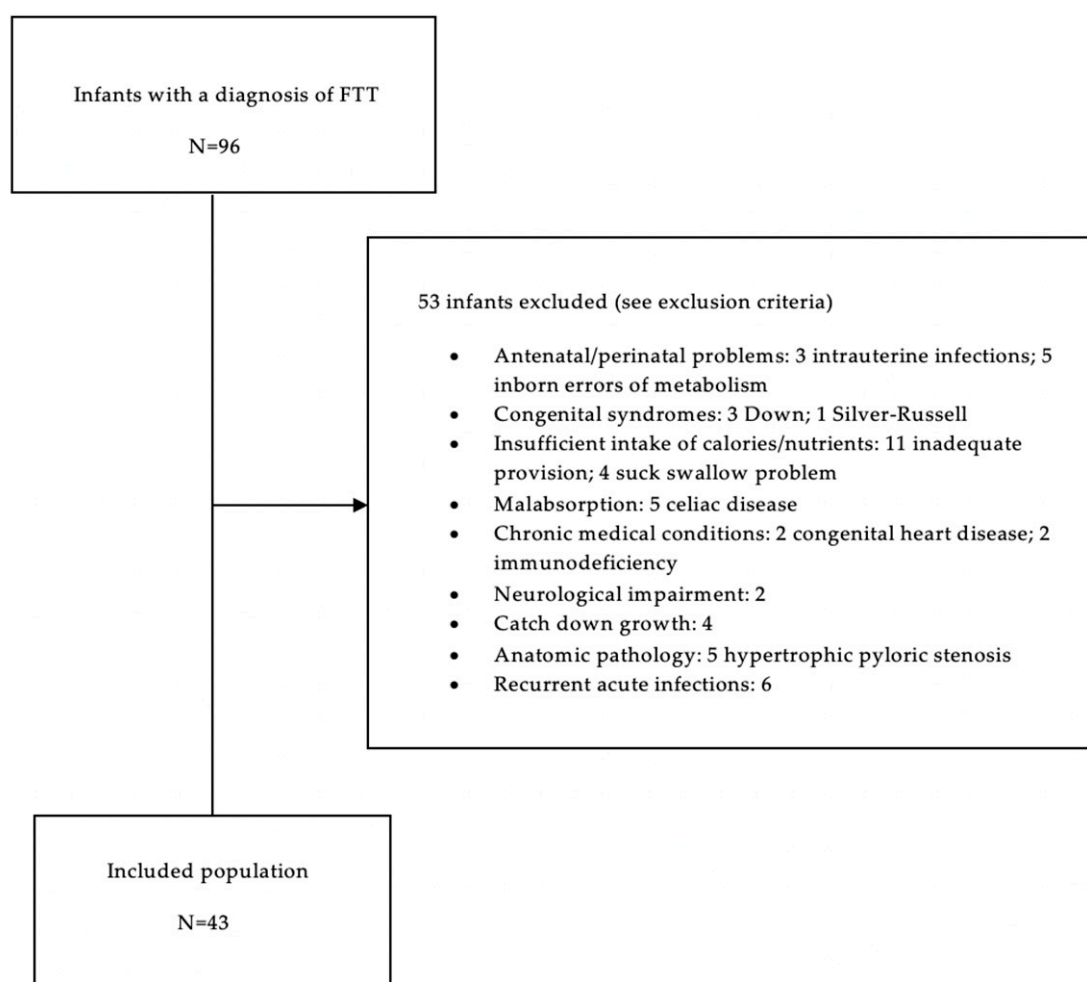 Infants with a diagnosis of FTT
N=96
53 infants excluded (see exclusion criteria)
• Antenatal/perinatal problems: 3 intrauterine infections; 5
inborn errors of metabolism
• Congenital syndromes: 3 Down; 1 Silver-Russell
• Insufficient intake of calories/nutrients: 11 inadequate
provision; 4 suck swallow problem
• Malabsorption: 5 celiac disease
• Chronic medical conditions: 2 congenital heart disease; 2
immunodeficiency
• Neurological impairment: 2
• Catch down growth: 4
• Anatomic pathology: 5 hypertrophic pyloric stenosis
• Recurrent acute infections: 6
Included population
N=43